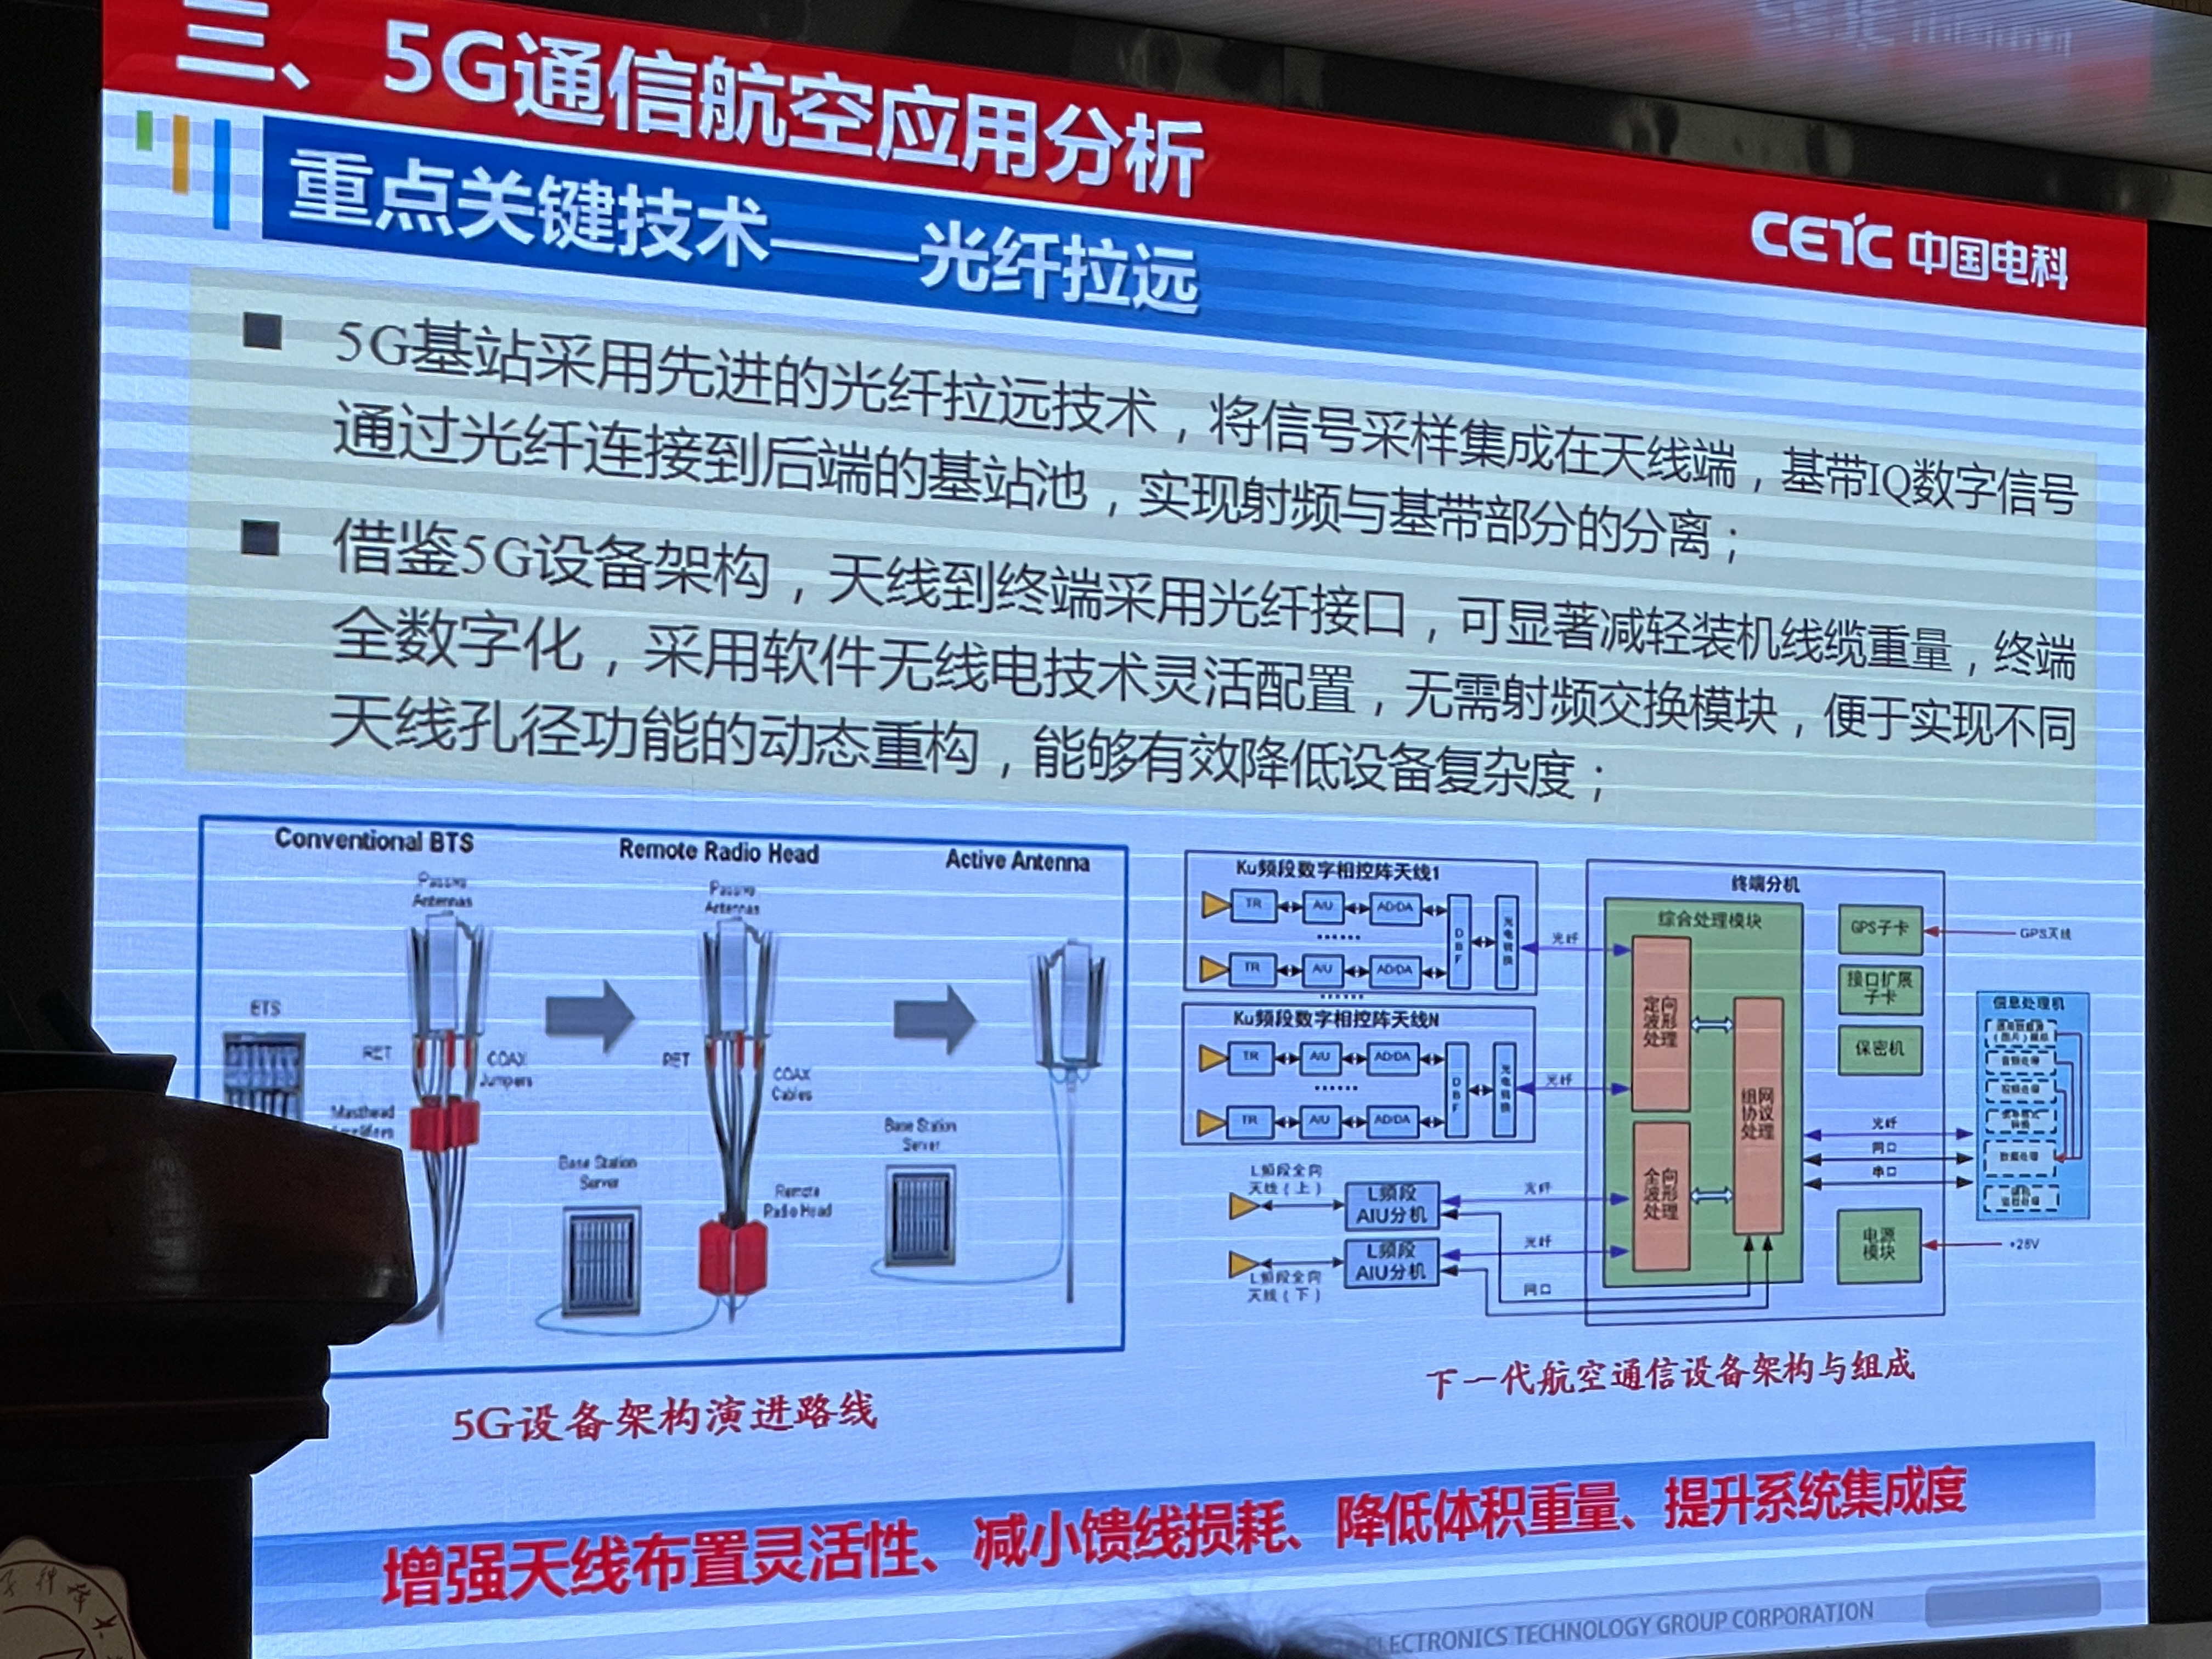 三、5G通信航空应用分析
CETC 中国电科
重点关键技术——光纤拉远
■ 5G基站采用先进的光纤拉远技术，将信号采样集成在天线端，基带IQ数字信号
通过光纤连接到后端的基站池，实现射频与基带部分的分离；
■ 借鉴5G设备架构，天线到终端采用光纤接口，可显著减轻装机线缆重量，终端
全数字化，采用软件无线电技术灵活配置，无需射频交换模块，便于实现不同
天线孔径功能的动态重构，能够有效降低设备复杂度；
Conventional BTS
Remote Radio Head
Active Antenna
Passive
Antennas
Passive
Antennas
BTS
RET
COAX
Jumpers
Masthead
Amplifiers
RET
COAX
Cables
Base Station
Server
Remote
Radio Head
Base Station
Server
5G设备架构演进路线
Ku频段数字相控阵天线1
TR
AIU
AD/DA
......
TR
AIU
AD/DA
DBF
光电转换
光纤
......
Ku频段数字相控阵天线N
TR
AIU
AD/DA
......
TR
AIU
AD/DA
DBF
光电转换
光纤
L频段全向
天线（上）
L频段
AIU分机
光纤
L频段
AIU分机
光纤
L频段全向
天线（下）
网口
终端分机
综合处理模块
定向波形处理
全向波形处理
组网协议处理
GPS子卡
GPS天线
接口扩展
子卡
保密机
电源
模块
+28V
光纤
网口
串口
信息处理机
音频处理
视频处理
数据处理
下一代航空通信设备架构与组成
增强天线布置灵活性、减小馈线损耗、降低体积重量、提升系统集成度
ELECTRONICS TECHNOLOGY GROUP CORPORATION